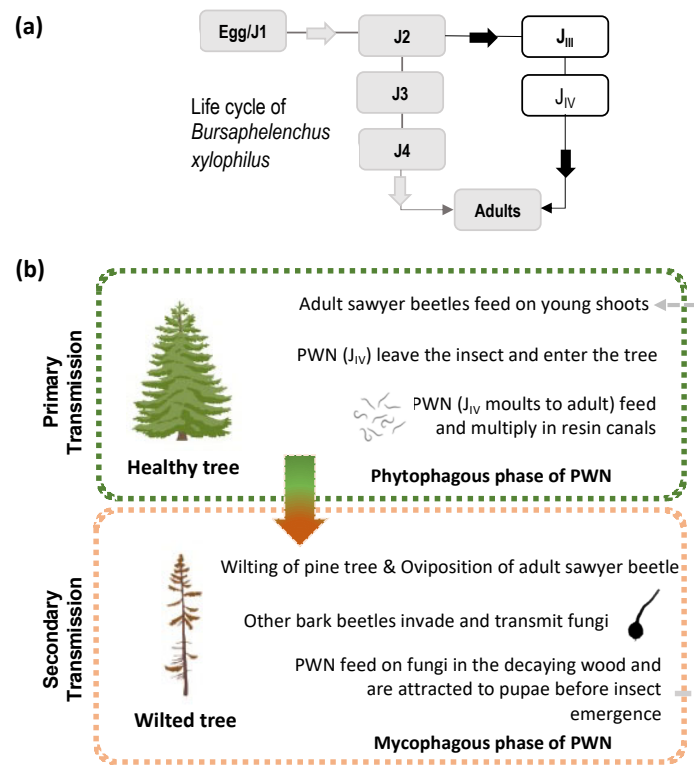 (a)
Egg/J1
J2
J_III
J3
J_IV
J4
Adults
Life cycle of
Bursaphelenchus
xylophilus
(b)
Primary
Transmission
Adult sawyer beetles feed on young shoots
PWN (J_IV) leave the insect and enter the tree
PWN (J_IV moults to adult) feed
and multiply in resin canals
Healthy tree
Phytophagous phase of PWN
Secondary
Transmission
Wilting of pine tree & Oviposition of adult sawyer beetle
Other bark beetles invade and transmit fungi
PWN feed on fungi in the decaying wood and
are attracted to pupae before insect
emergence
Wilted tree
Mycophagous phase of PWN